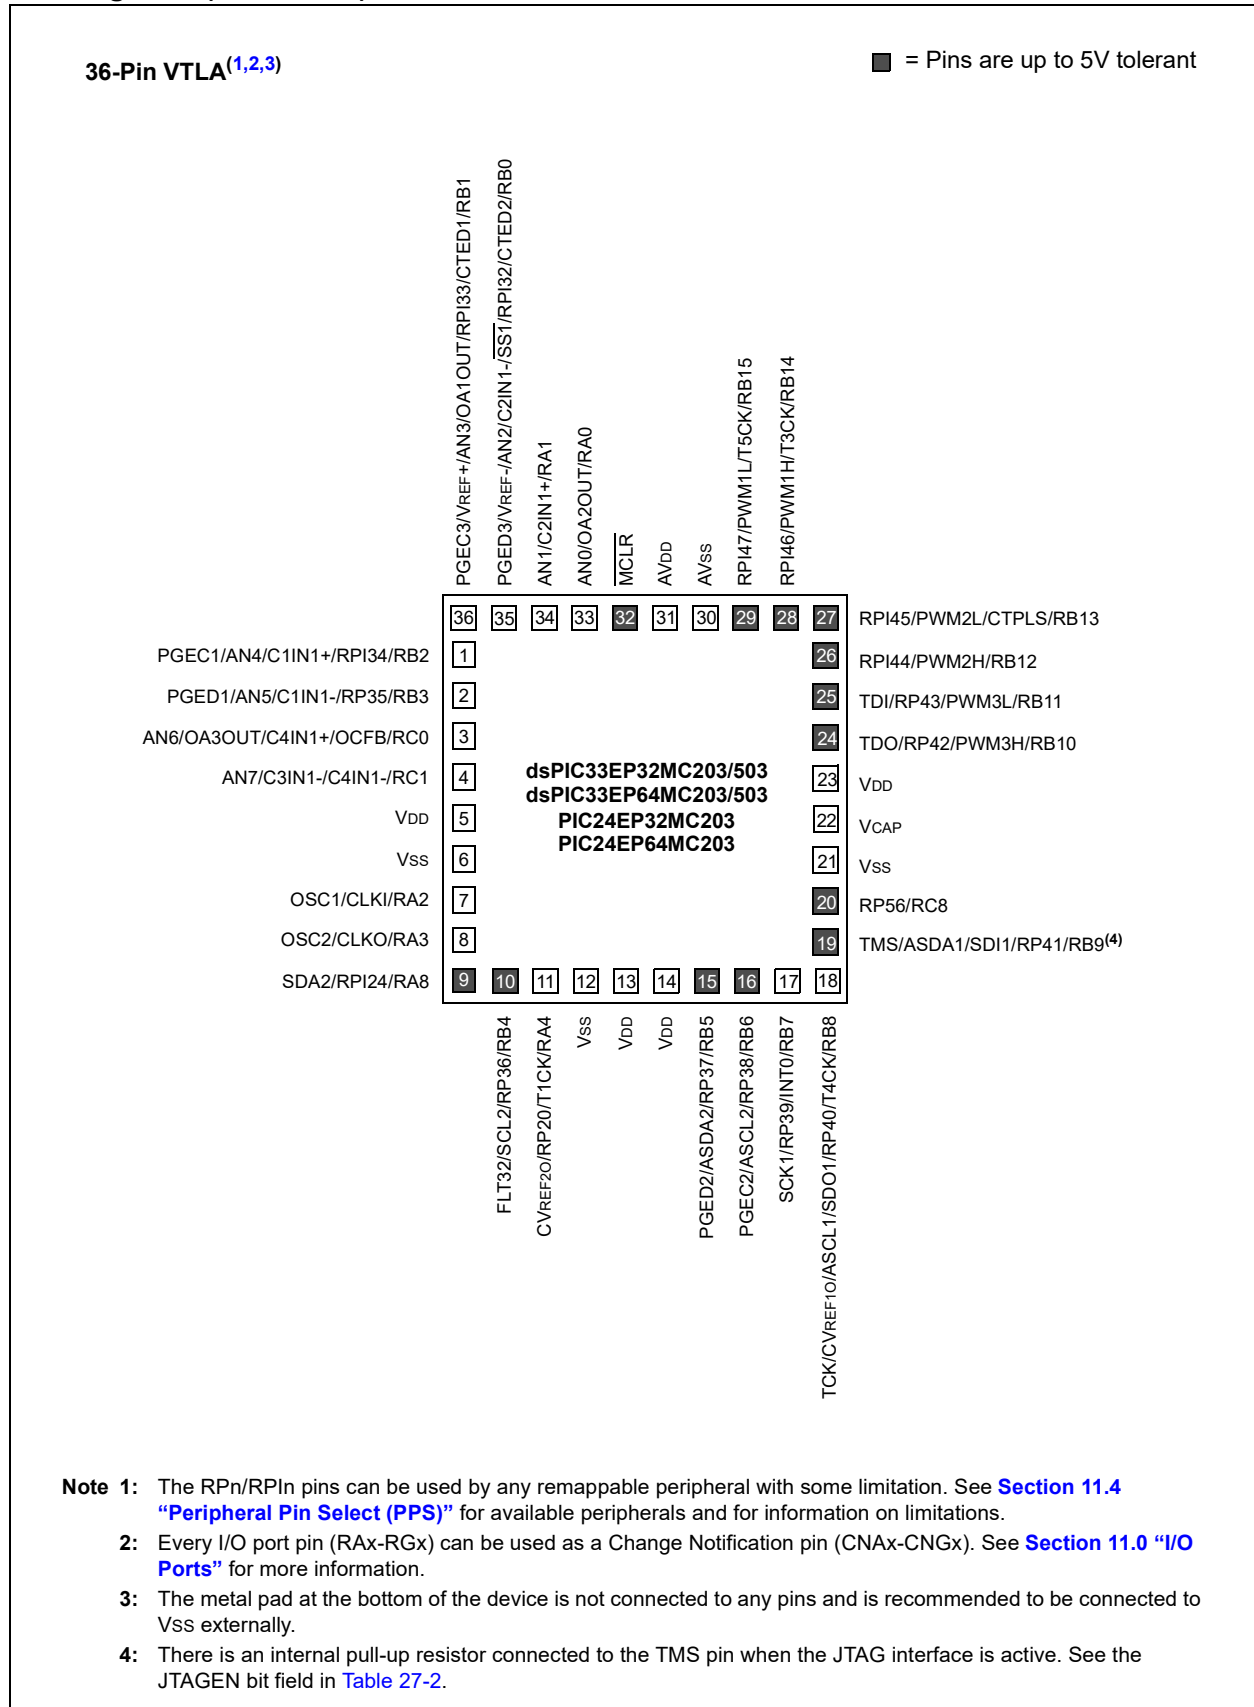 36-Pin VTLA(1,2,3)
= Pins are up to 5V tolerant
PGEC3/VREF+/AN3/OA1OUT/RPI33/CTED1/RB1
PGED3/VREF-/AN2/C2IN1-/SS1/RPI32/CTED2/RB0
AN1/C2IN1+/RA1
AN0/OA2OUT/RA0
MCLR
AVDD
AVSS
RPI47/PWM1L/T5CK/RB15
RPI46/PWM1H/T3CK/RB14
36 35 34 33 32 31 30 29 28 27 RPI45/PWM2L/CTPLS/RB13
PGEC1/AN4/C1IN1+/RPI34/RB2 1 26 RPI44/PWM2H/RB12
PGED1/AN5/C1IN1-/RP35/RB3 2 25 TDI/RP43/PWM3L/RB11
AN6/OA3OUT/C4IN1+/OCFB/RC0 3 24 TDO/RP42/PWM3H/RB10
AN7/C3IN1-/C4IN1-/RC1 4 23 VDD
dsPIC33EP32MC203/503
dsPIC33EP64MC203/503
PIC24EP32MC203
PIC24EP64MC203
VDD 5 22 VCAP
VSS 6 21 VSS
OSC1/CLKI/RA2 7 20 RP56/RC8
OSC2/CLKO/RA3 8 19 TMS/ASDA1/SDI1/RP41/RB9(4)
SDA2/RPI24/RA8 9 10 11 12 13 14 15 16 17 18
FLT32/SCL2/RP36/RB4
CVREF2O/RP20/T1CK/RA4
VSS
VDD
VDD
PGED2/ASDA2/RP37/RB5
PGEC2/ASCL2/RP38/RB6
SCK1/RP39/INT0/RB7
TCK/CVREF1O/ASCL1/SDO1/RP40/T4CK/RB8
Note 1: The RPn/RPIn pins can be used by any remappable peripheral with some limitation. See Section 11.4
“Peripheral Pin Select (PPS)” for available peripherals and for information on limitations.
2: Every I/O port pin (RAx-RGx) can be used as a Change Notification pin (CNAx-CNGx). See Section 11.0 “I/O
Ports” for more information.
3: The metal pad at the bottom of the device is not connected to any pins and is recommended to be connected to
VSS externally.
4: There is an internal pull-up resistor connected to the TMS pin when the JTAG interface is active. See the
JTAGEN bit field in Table 27-2.